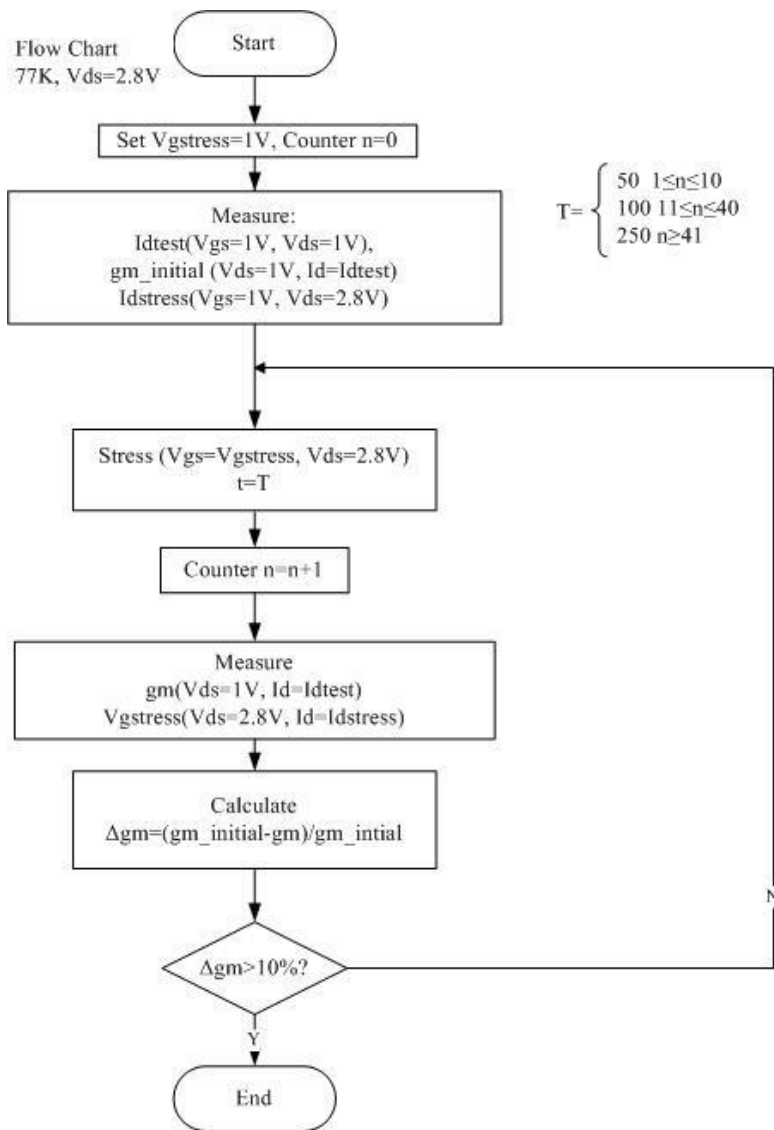 Flow Chart
77K, Vds=2.8V
Start
Set Vgstress=1V, Counter n=0
Measure:
Idtest(Vgs=1V, Vds=1V),
gm_initial (Vds=1V, Id=Idtest)
Idstress(Vgs=1V, Vds=2.8V)
T=
50 1≤n≤10
100 11≤n≤40
250 n≥41
Stress (Vgs=Vgstress, Vds=2.8V)
t=T
Counter n=n+1
Measure
gm(Vds=1V, Id=Idtest)
Vgstress(Vds=2.8V, Id=Idstress)
Calculate
Δgm=(gm_initial-gm)/gm_intial
N
Δgm>10%?
Y
End